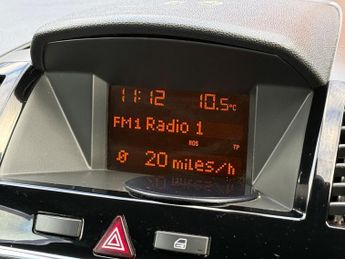 11:12 10.5°C
FM1 Radio 1
RDS TP
Ø 20 miles/h